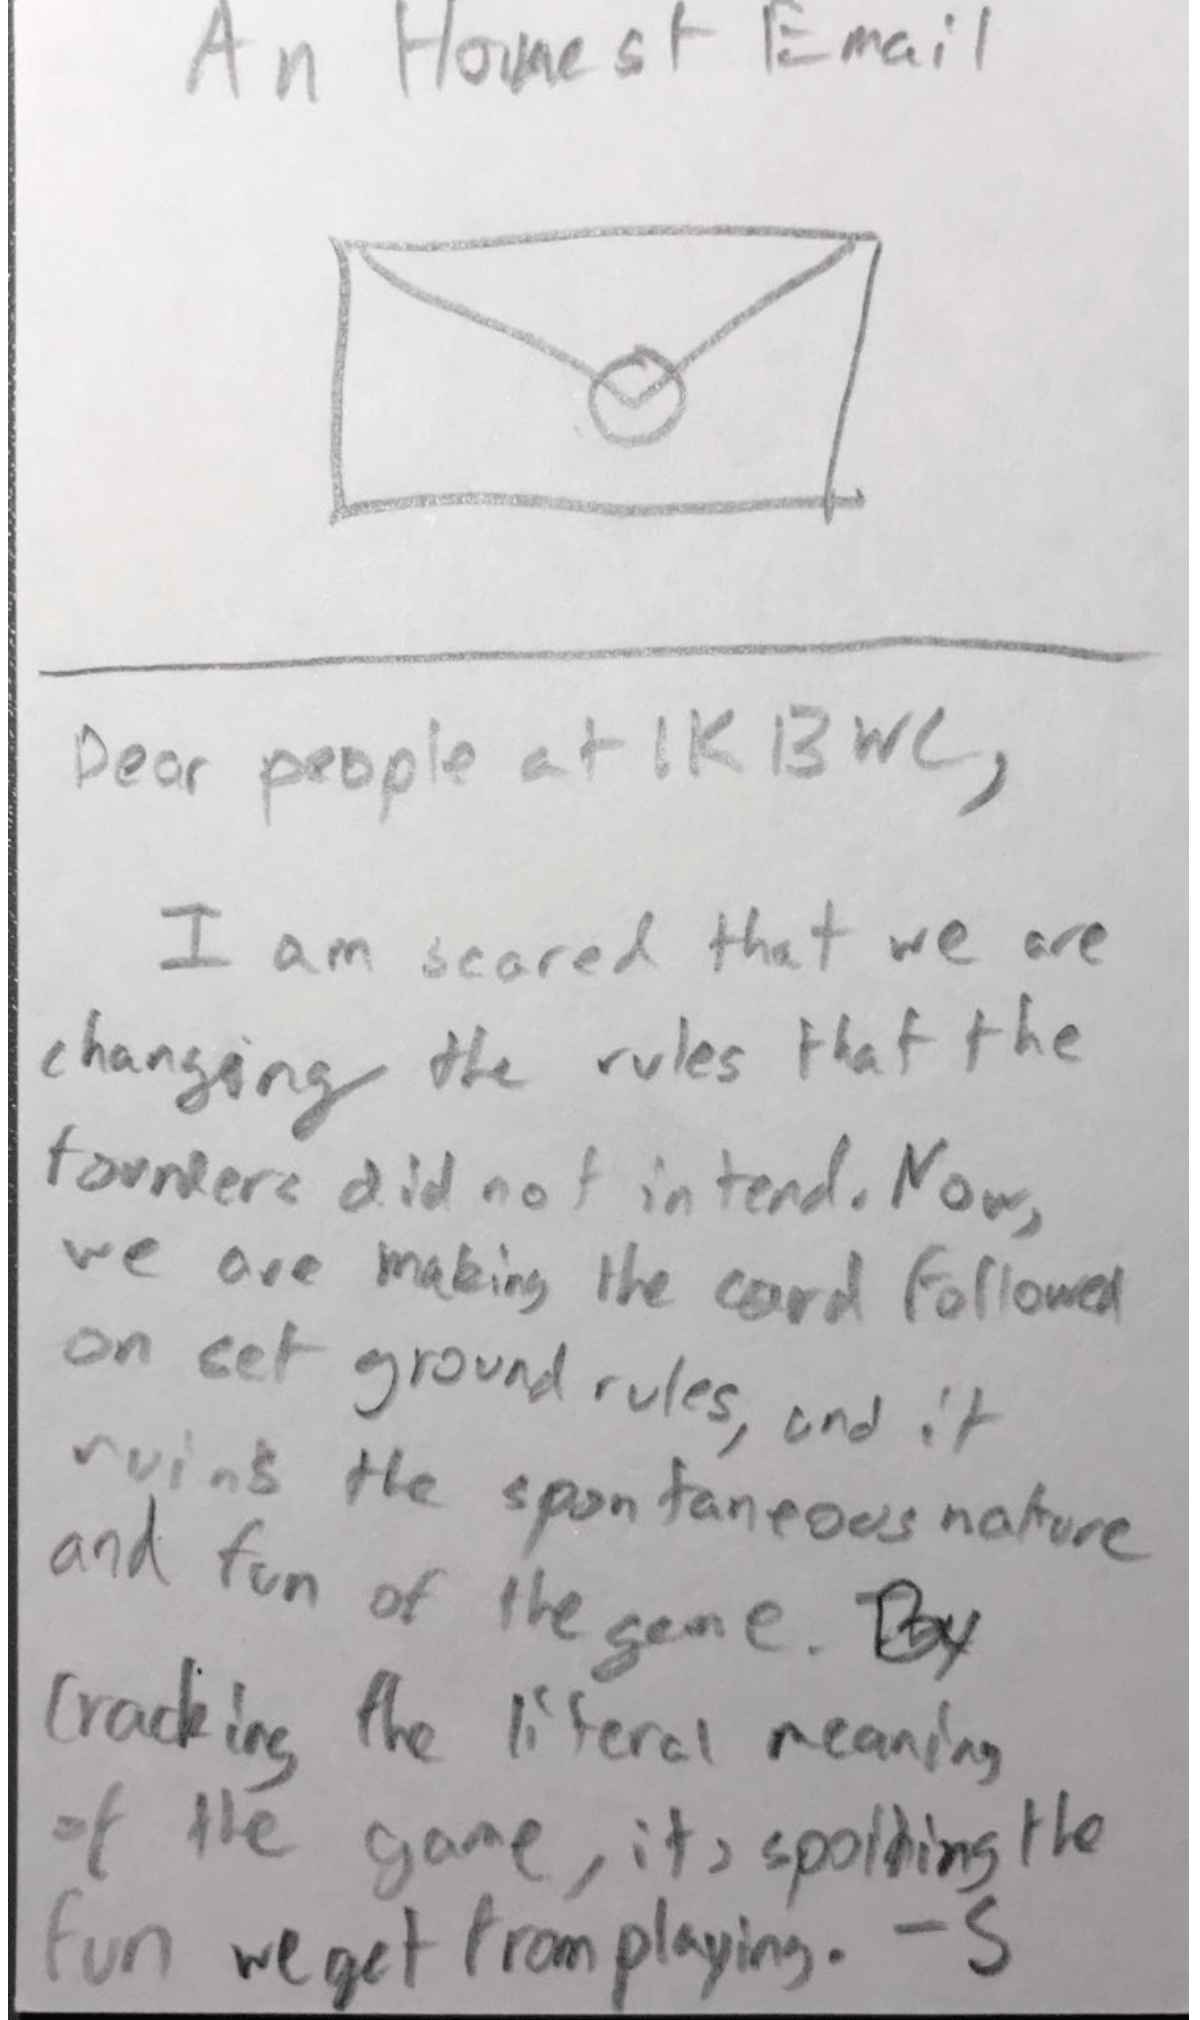 An Honest Email
Dear people at 1KBWC,
I am scared that we are
changing the rules that the
founders did not intend. Now,
we are making the card followed
on set ground rules, and it
ruins the spontaneous nature
and fun of the game. By
cracking the literal meaning
of the game, its spoiling the
fun we get from playing. -S